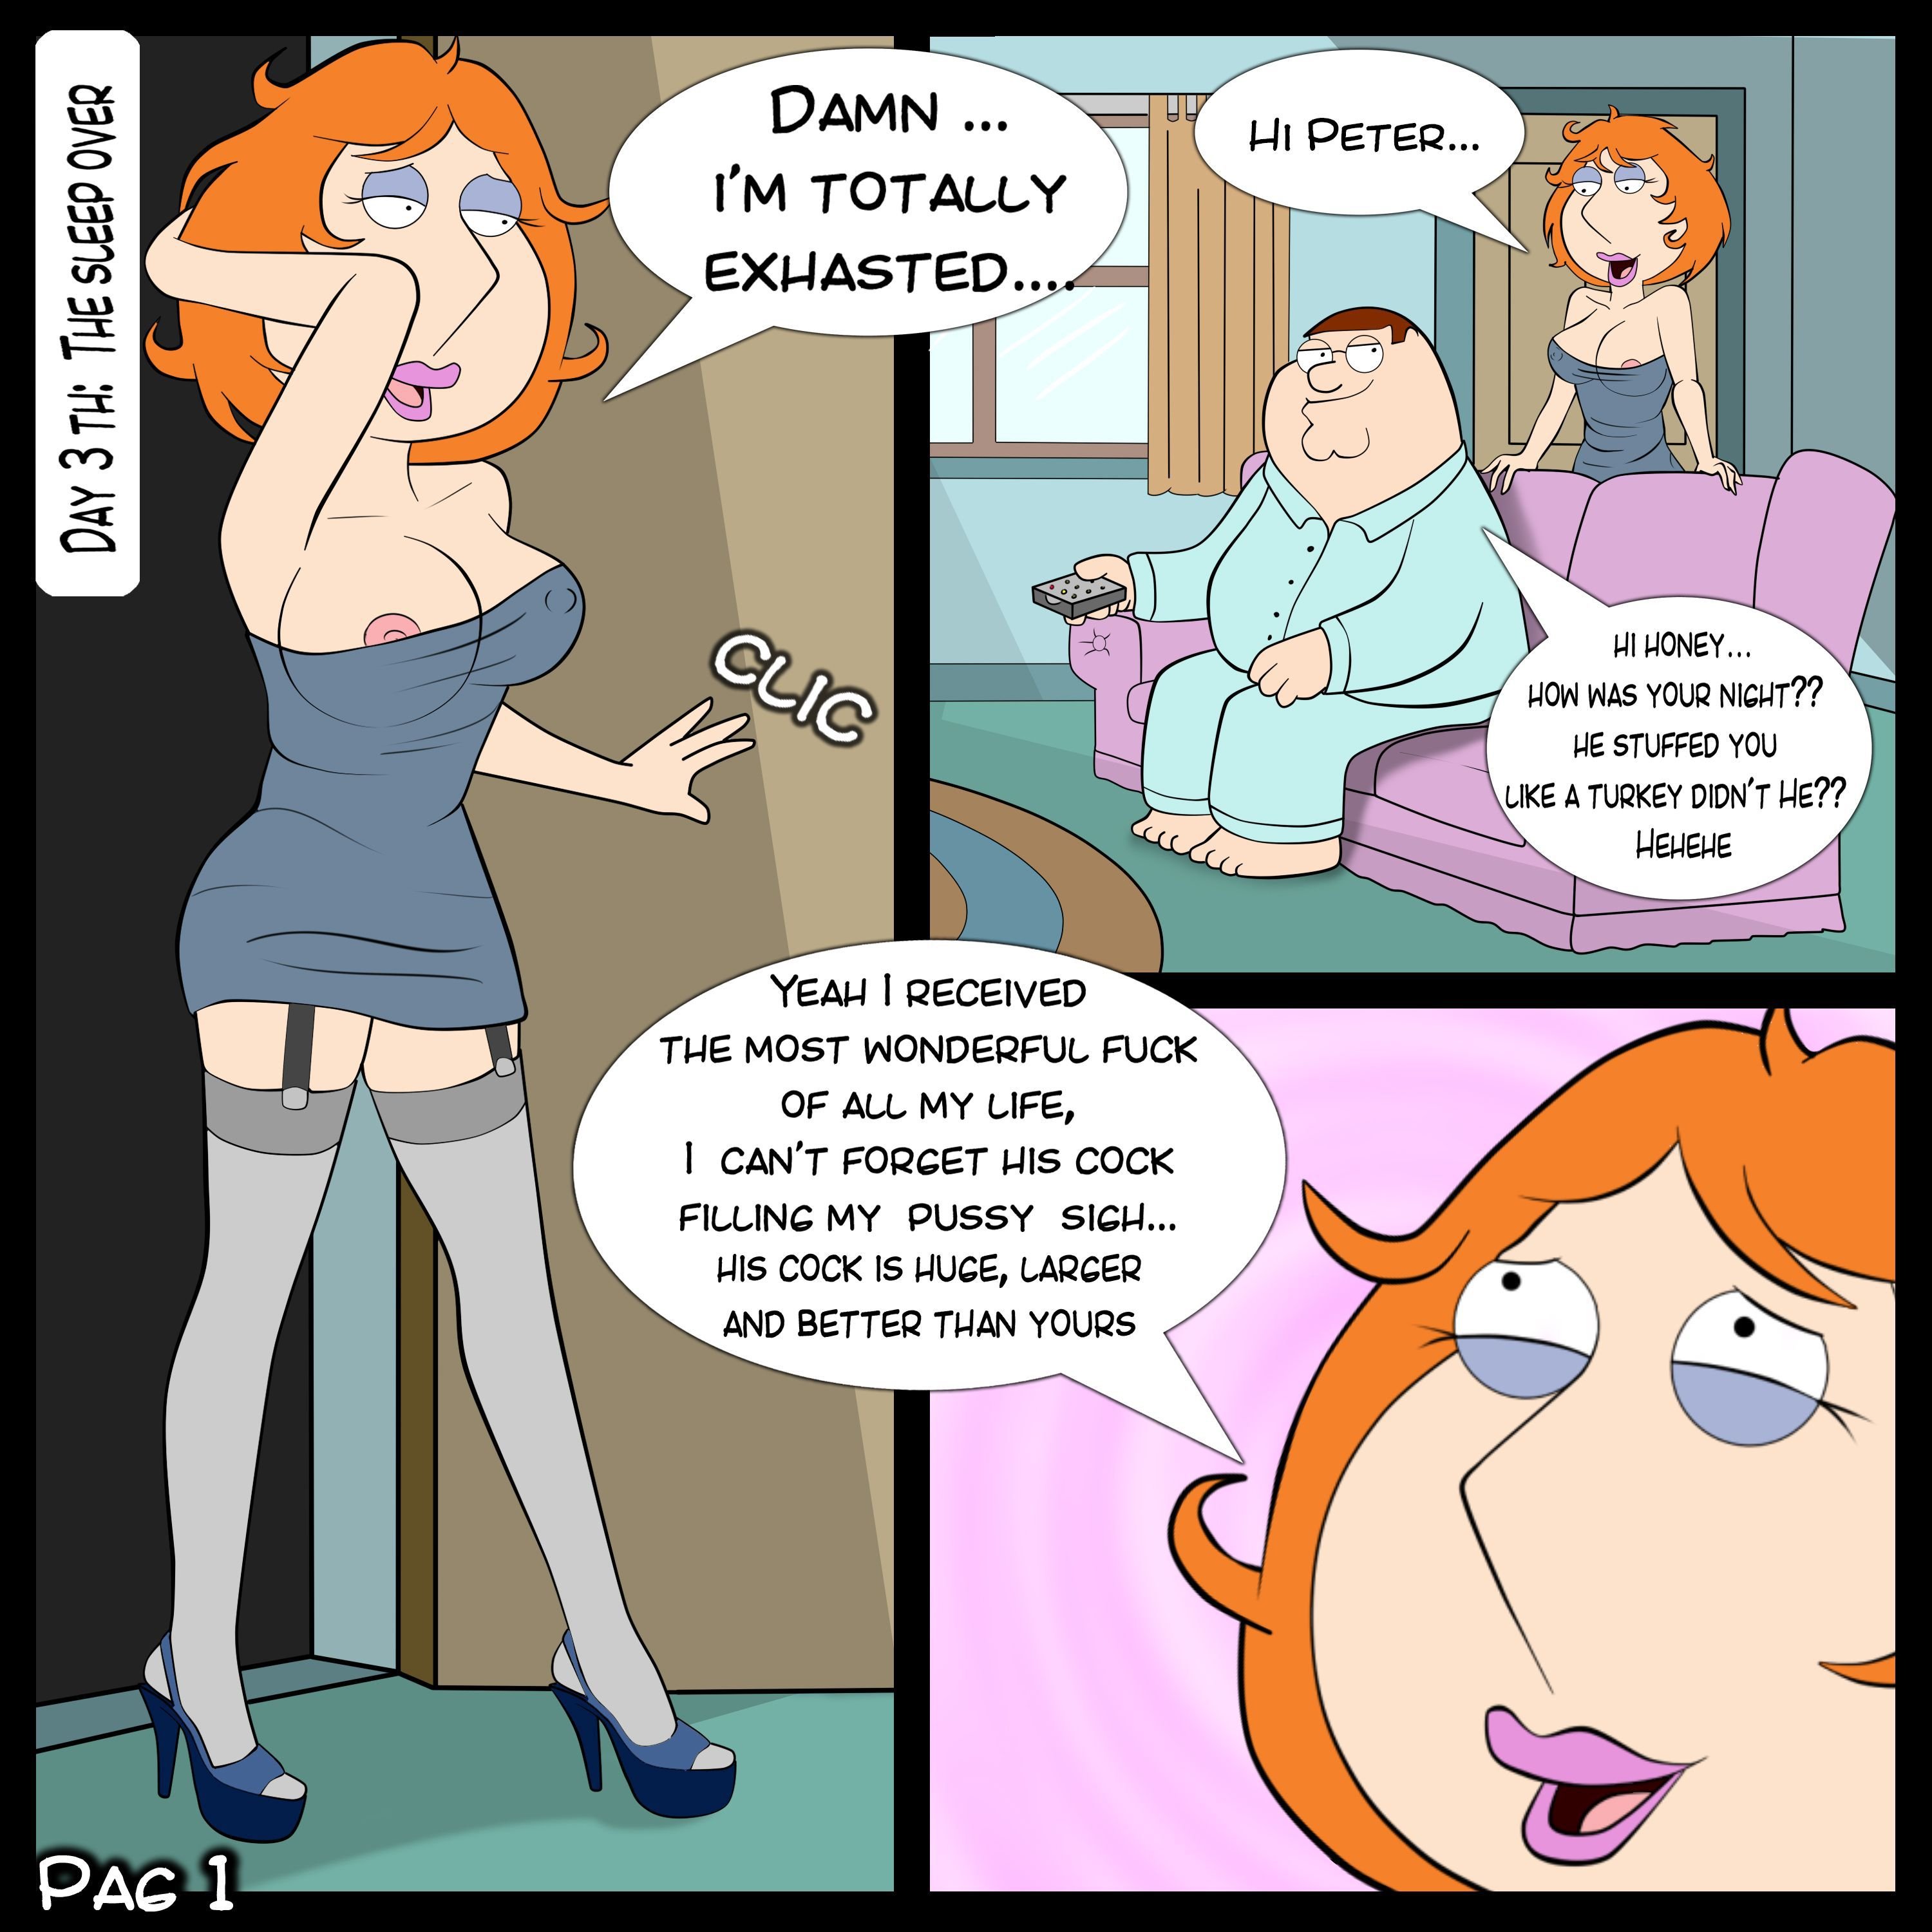 Day 3 th: The sleep over
Damn ...
i'm totally
exhasted....
Hi Peter...
hi honey...
how was your night??
he stuffed you
like a turkey didn't he??
Hehehe
CLIC
Yeah I received
the most wonderful fuck
of all my life,
I can't forget his cock
filling my pussy sigh...
his cock is huge, larger
and better than yours
Pag 1